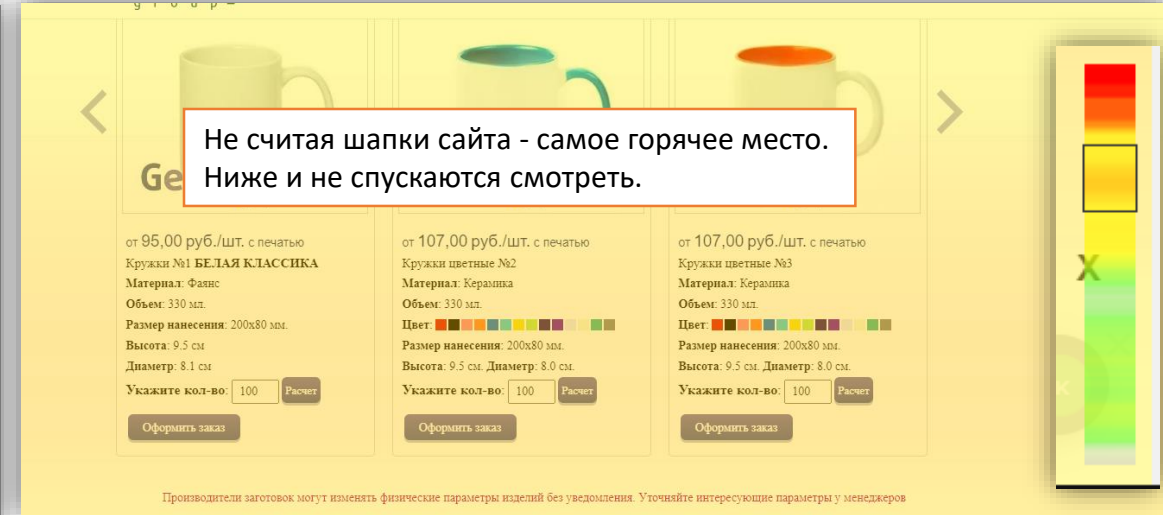 g r o u p –
Не считая шапки сайта - самое горячее место.
Ниже и не спускаются смотреть.
Ge
от 95,00 руб./шт. с печатью
Кружки №1 БЕЛАЯ КЛАССИКА
Материал: Фаянс
Объем: 330 мл.
Размер нанесения: 200х80 мм.
Высота: 9.5 см
Диаметр: 8.1 см
Укажите кол-во: 100 Расчет
Оформить заказ
от 107,00 руб./шт. с печатью
Кружки цветные №2
Материал: Керамика
Объем: 330 мл.
Цвет:
Размер нанесения: 200х80 мм.
Высота: 9.5 см. Диаметр: 8.0 см.
Укажите кол-во: 100 Расчет
Оформить заказ
от 107,00 руб./шт. с печатью
Кружки цветные №3
Материал: Керамика
Объем: 330 мл.
Цвет:
Размер нанесения: 200х80 мм.
Высота: 9.5 см. Диаметр: 8.0 см.
Укажите кол-во: 100 Расчет
Оформить заказ
Х
Производители заготовок могут изменять физические параметры изделий без уведомления. Уточняйте интересующие параметры у менеджеров